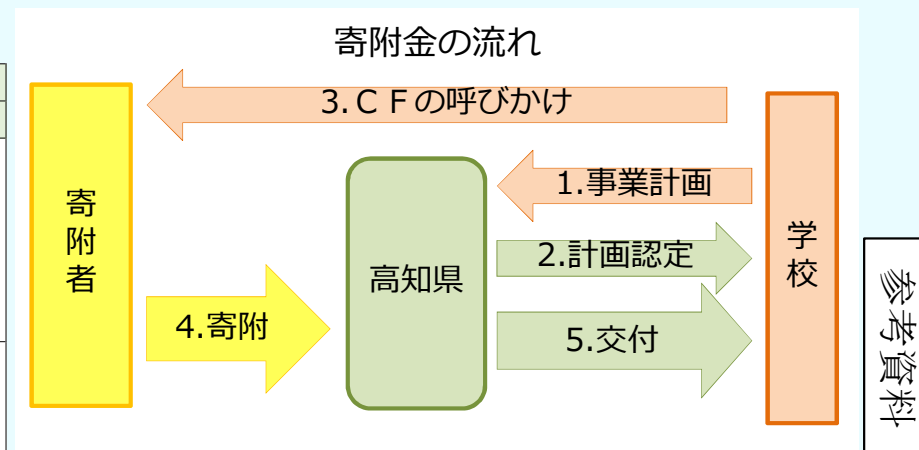 寄附金の流れ
3.ＣＦの呼びかけ
1.事業計画
寄附者
高知県
2.計画認定
学校
4.寄附
5.交付
参考資料